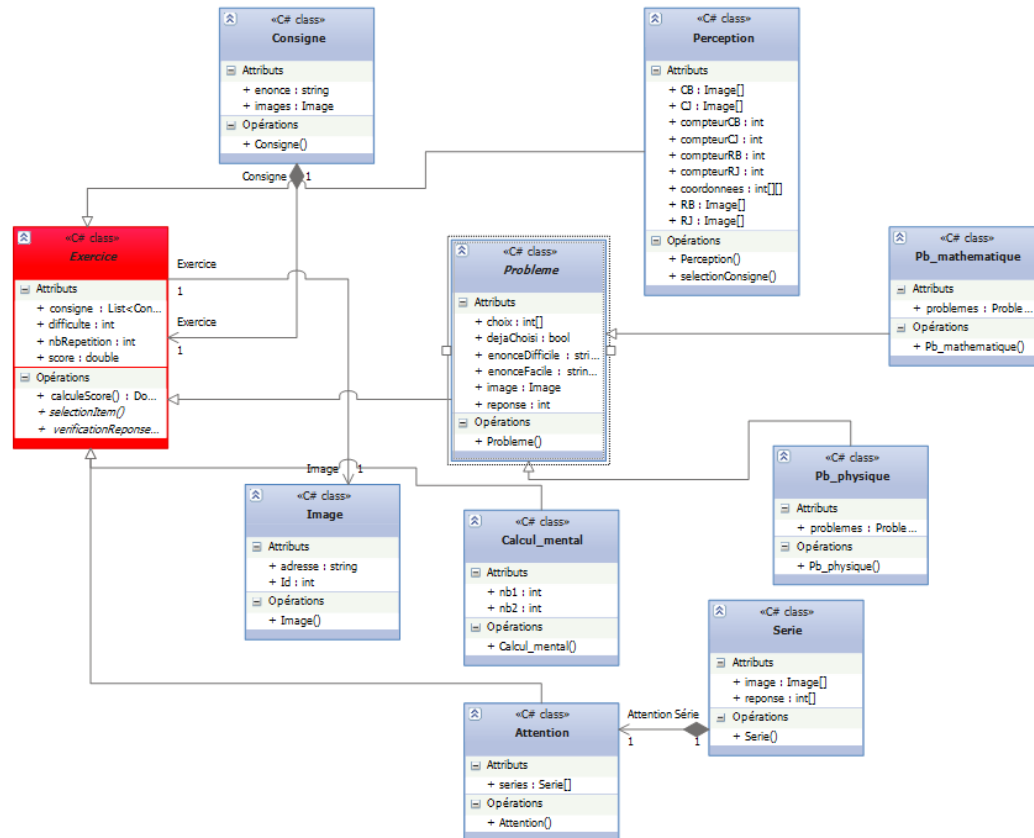 «C# class»
Consigne
Attributs
+ enonce : string
+ images : Image
Opérations
+ Consigne()
«C# class»
Perception
Attributs
+ CB : Image[]
+ CJ : Image[]
+ compteurCB : int
+ compteurCJ : int
+ compteurRB : int
+ compteurRJ : int
+ coordonnees : int[][]
+ RB : Image[]
+ RJ : Image[]
Opérations
+ Perception()
+ selectionConsigne()
Consigne 1
«C# class»
Exercice
Attributs
+ consigne : List<Con...
+ difficulte : int
+ nbRepetition : int
+ score : double
Opérations
+ calculeScore() : Do...
+ selectionItem()
+ verificationReponse...
Exercice
1
Exercice
1
«C# class»
Probleme
Attributs
+ choix : int[]
+ dejaChoisi : bool
+ enonceDifficile : stri...
+ enonceFacile : strin...
+ image : Image
+ reponse : int
Opérations
+ Probleme()
«C# class»
Pb_mathematique
Attributs
+ problemes : Proble...
Opérations
+ Pb_mathematique()
«C# class»
Pb_physique
Attributs
+ problemes : Proble...
Opérations
+ Pb_physique()
Image 1
«C# class»
Image
Attributs
+ adresse : string
+ Id : int
Opérations
+ Image()
«C# class»
Calcul_mental
Attributs
+ nb1 : int
+ nb2 : int
Opérations
+ Calcul_mental()
«C# class»
Serie
Attributs
+ image : Image[]
+ reponse : int[]
Opérations
+ Serie()
Attention Série
1 1
«C# class»
Attention
Attributs
+ series : Serie[]
Opérations
+ Attention()